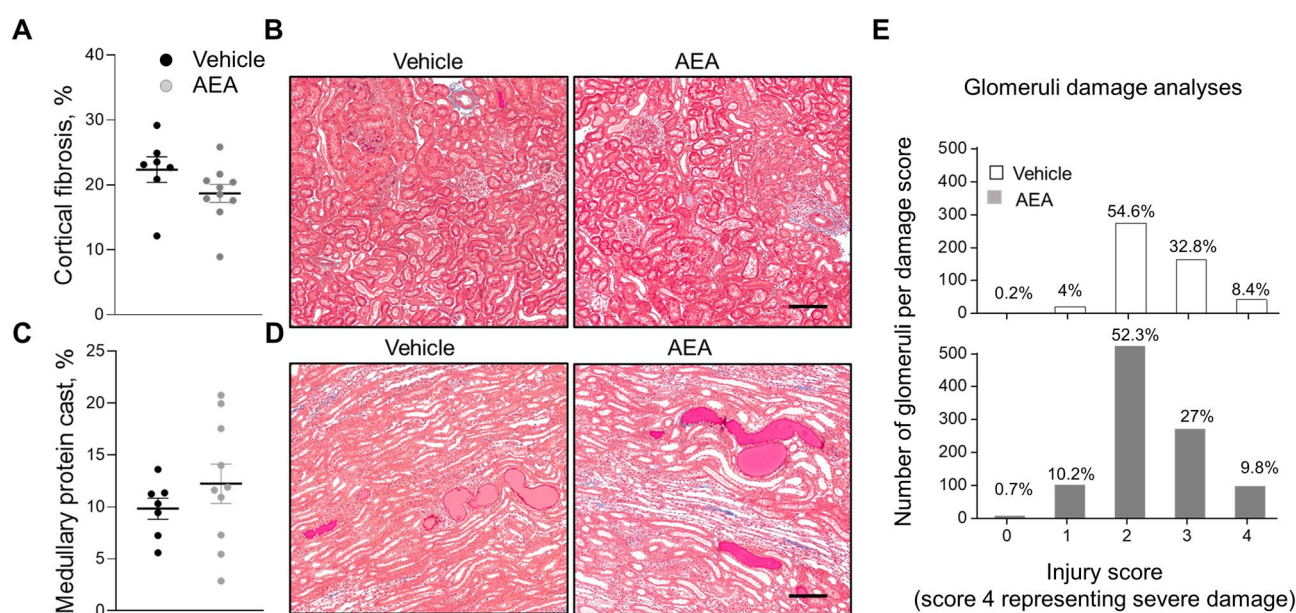 A
Cortical fibrosis, %
40
30
20
10
0
Vehicle
AEA
B
Vehicle
AEA
C
Medullary protein cast, %
25
20
15
10
5
0
D
Vehicle
AEA
E
Glomeruli damage analyses
Number of glomeruli per damage score
500
400
300
200
100
0
Vehicle
AEA
0.2%
4%
54.6%
32.8%
8.4%
500
400
300
200
100
0
0.7%
10.2%
52.3%
27%
9.8%
0
1
2
3
4
Injury score
(score 4 representing severe damage)